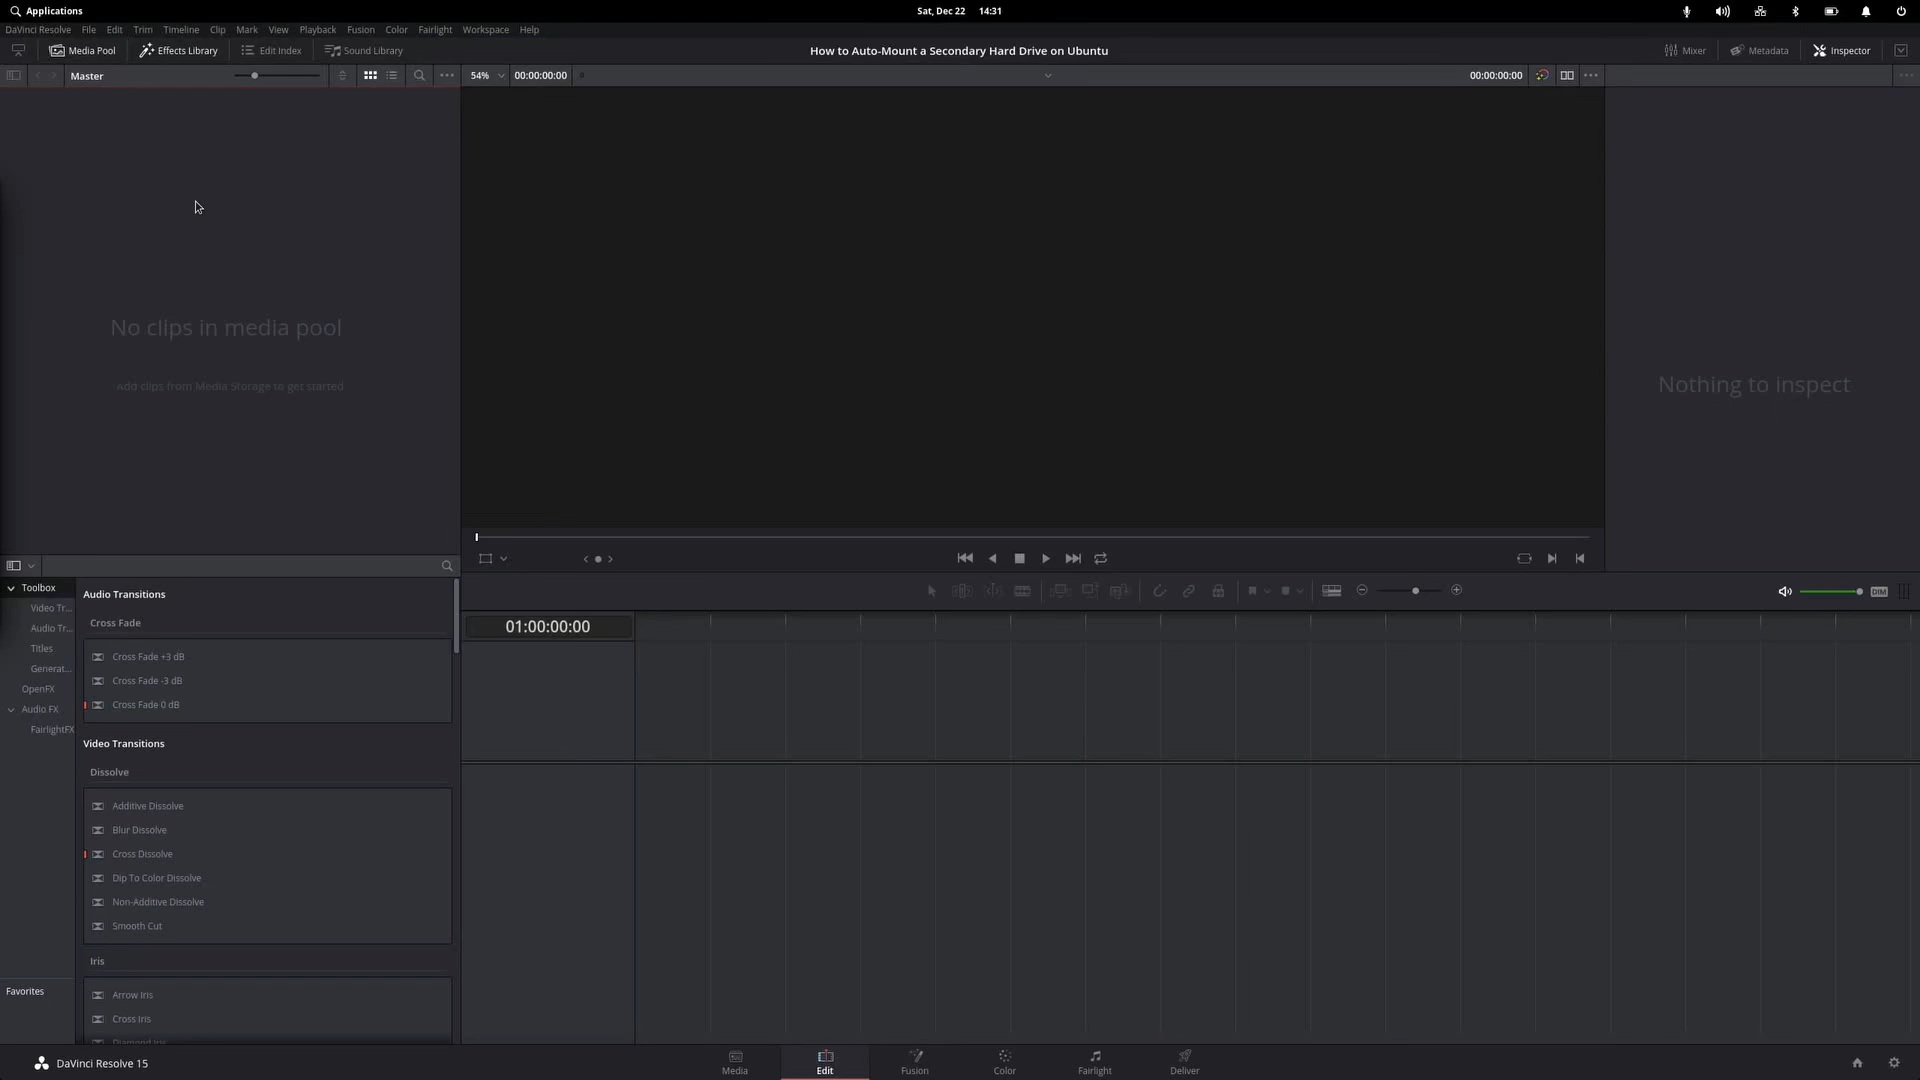 Applications
Sat, Dec 22 14:31
DaVinci Resolve File Edit Trim Timeline Clip Mark View Playback Fusion Color Fairlight Workspace Help
Media Pool Effects Library Edit Index Sound Library How to Auto-Mount a Secondary Hard Drive on Ubuntu Mixer Metadata Inspector
Master 54% 00:00:00:00 00:00:00:00
No clips in media pool
Add clips from Media Storage to get started
Nothing to inspect
Toolbox
Video Tr...
Audio Tr...
Titles
Generat...
OpenFX
Audio FX
FairlightFX
Favorites
Audio Transitions
Cross Fade
Cross Fade +3 dB
Cross Fade -3 dB
Cross Fade 0 dB
Video Transitions
Dissolve
Additive Dissolve
Blur Dissolve
Cross Dissolve
Dip To Color Dissolve
Non-Additive Dissolve
Smooth Cut
Iris
Arrow Iris
Cross Iris
Diamond Iris
DIM
01:00:00:00
DaVinci Resolve 15
Media Edit Fusion Color Fairlight Deliver